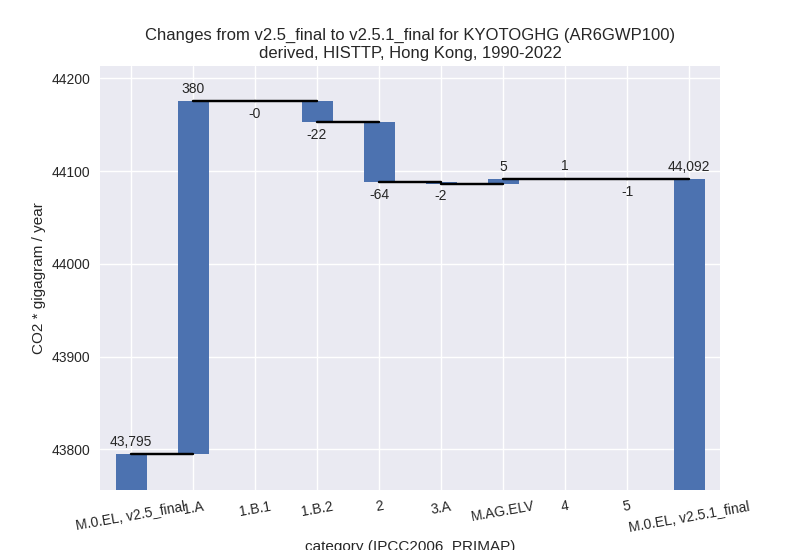 Changes from v2.5_final to v2.5.1_final for KYOTOGHG (AR6GWP100)
derived, HISTTP, Hong Kong, 1990-2022
44200
44100
44000
43900
43800
CO2 * gigagram / year
43,795
380
-0
-22
-64
-2
5
1
-1
44,092
M.0.EL, v2.5_final
1.A
1.B.1
1.B.2
2
3.A
M.AG.ELV
4
5
M.0.EL, v2.5.1_final
category (IPCC2006_PRIMAP)